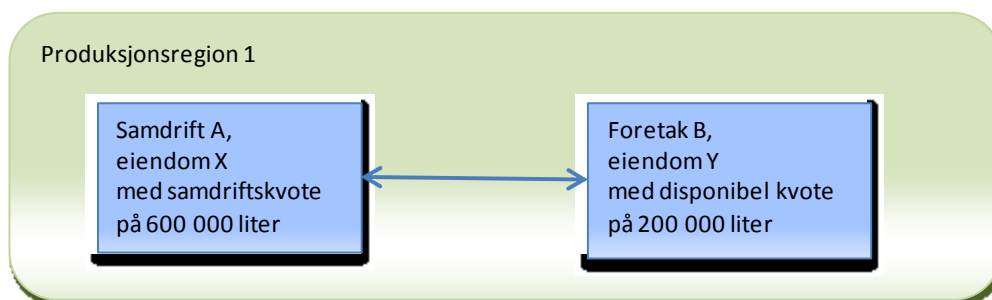 Produksjonsregion 1
Samdrift A,
eiendom X
med samdriftskvote
på 600 000 liter
Foretak B,
eiendom Y
med disponibel kvote
på 200 000 liter